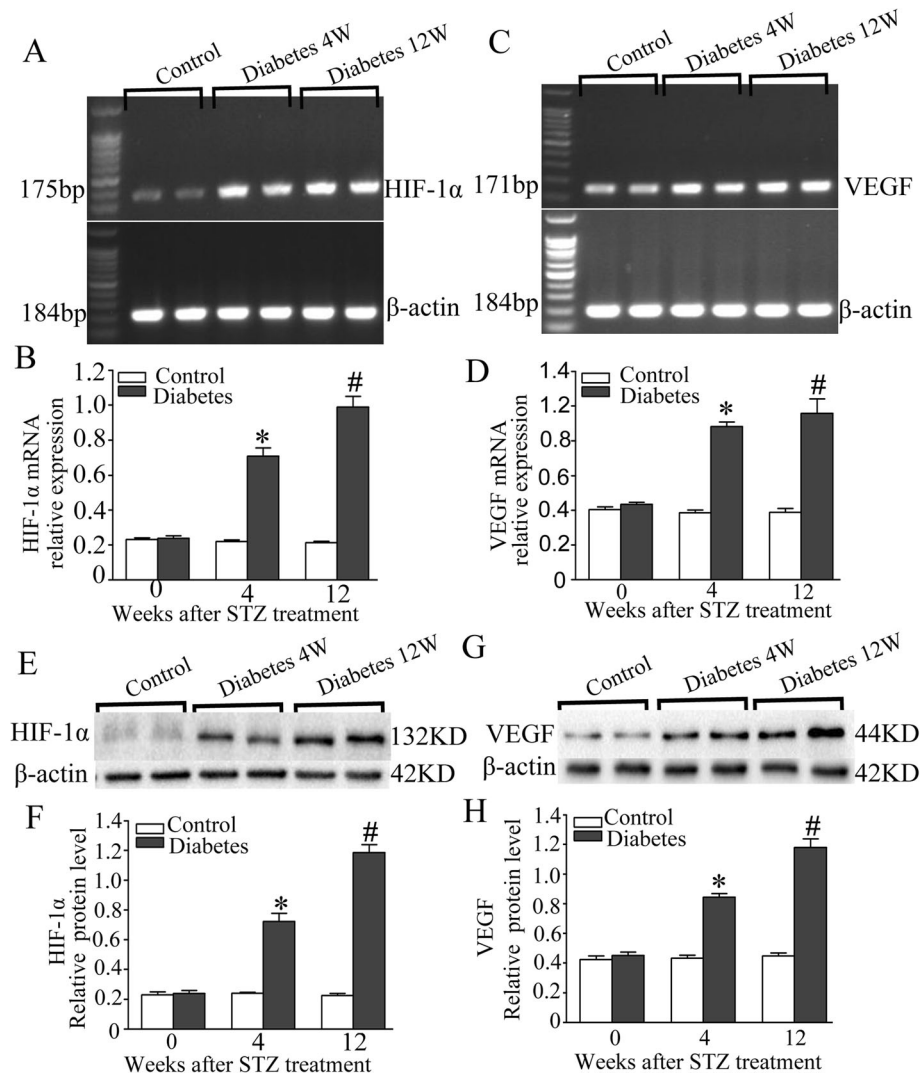 A
Control
Diabetes 4W
Diabetes 12W
175bp
HIF-1α
184bp
β-actin
C
Control
Diabetes 4W
Diabetes 12W
171bp
VEGF
184bp
β-actin
B
HIF-1α mRNA
relative expression
1.2
1.0
0.8
0.6
0.4
0.2
0
Control
Diabetes
*
#
0 4 12
Weeks after STZ treatment
D
VEGF mRNA
relative expression
1.4
1.2
0.8
0.4
0
Control
Diabetes
*
#
0 4 12
Weeks after STZ treatment
E
Control
Diabetes 4W
Diabetes 12W
HIF-1α
132KD
β-actin
42KD
G
Control
Diabetes 4W
Diabetes 12W
VEGF
44KD
β-actin
42KD
F
HIF-1α
Relative protein level
1.4
1.2
1.0
0.8
0.6
0.4
0.2
0
Control
Diabetes
*
#
0 4 12
Weeks after STZ treatment
H
VEGF
Relative protein level
1.4
1.2
1.0
0.8
0.6
0.4
0.2
0
Control
Diabetes
*
#
0 4 12
Weeks after STZ treatment